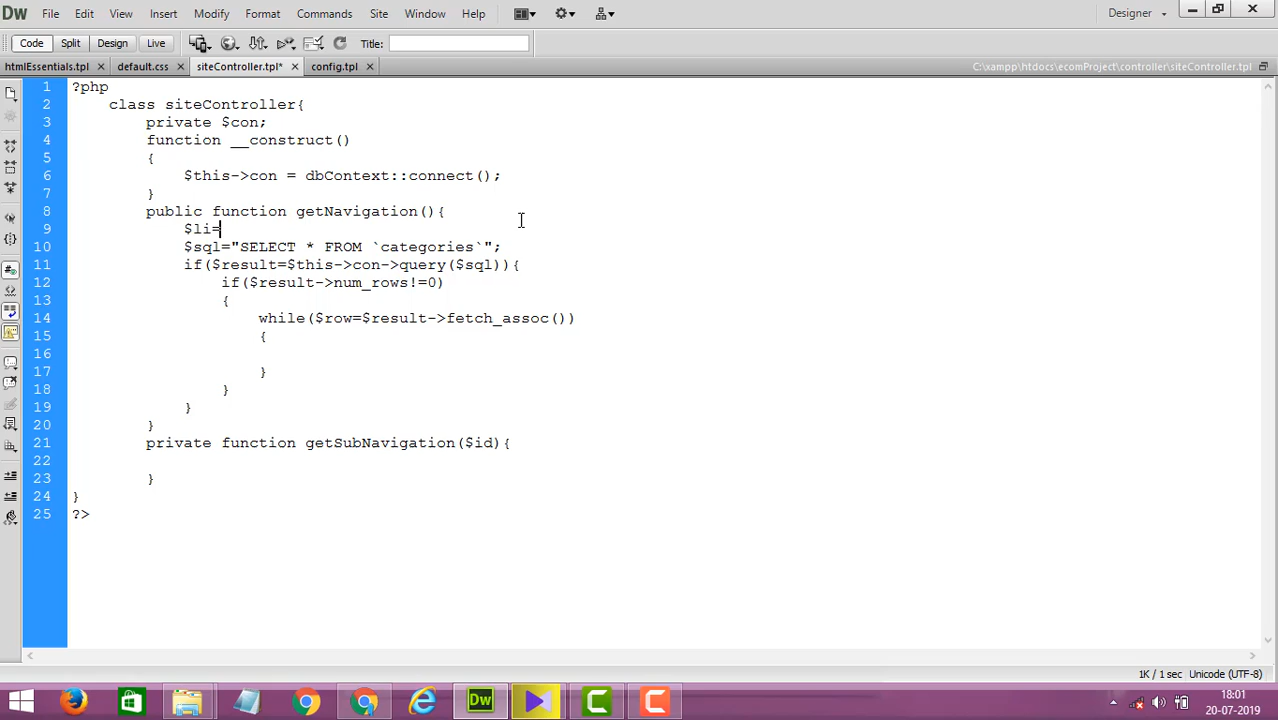 Dw File Edit View Insert Modify Format Commands Site Window Help Designer
Code Split Design Live Title:
htmlEssentials.tpl × default.css × siteController.tpl* × config.tpl × C:\xampp\htdocs\ecomProject\controller\siteController.tpl
1 ?php
2 class siteController{
3 private $con;
4 function __construct()
5 {
6 $this->con = dbContext::connect();
7 }
8 public function getNavigation(){
9 $li=
10 $sql="SELECT * FROM `categories`";
11 if($result=$this->con->query($sql)){
12 if($result->num_rows!=0)
13 {
14 while($row=$result->fetch_assoc())
15 {
16
17 }
18 }
19 }
20 }
21 private function getSubNavigation($id){
22
23 }
24 }
25 ?>
1K / 1 sec Unicode (UTF-8)
Dw
18:01
20-07-2019